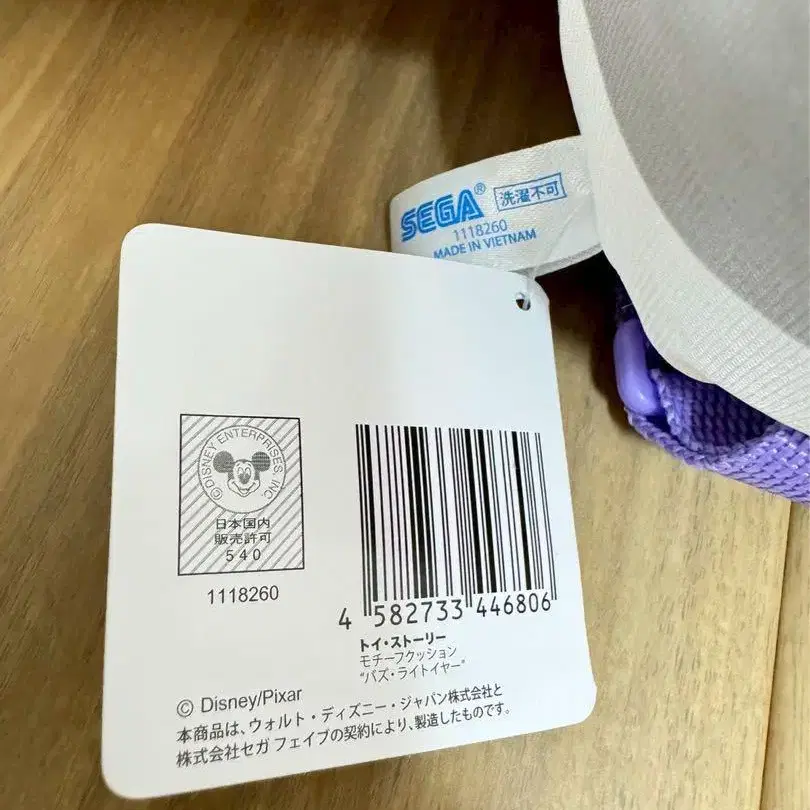 SEGA® 洗濯不可
1118260
MADE IN VIETNAM
©DISNEY ENTERPRISES, INC.
日本国内
販売許可
540
1118260
4 582733 446806
トイ・ストーリー
モチーフクッション
"バズ・ライトイヤー"
© Disney/Pixar
本商品は、ウォルト・ディズニー・ジャパン株式会社と
株式会社セガ フェイブの契約により、製造したものです。